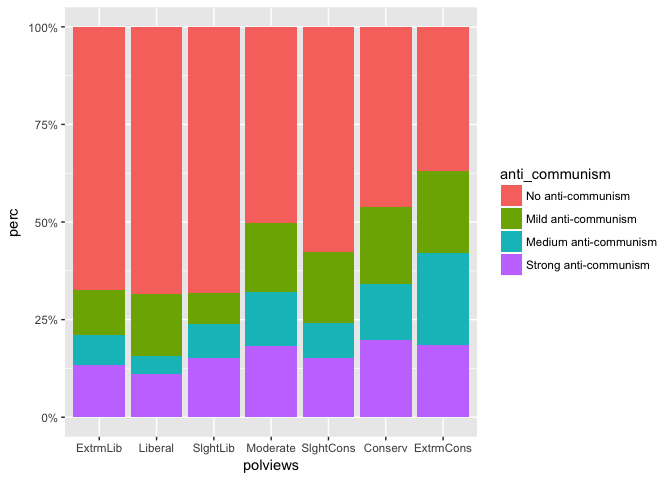 100%
75%
50%
25%
0%
perc
ExtrmLib Liberal SlghtLib Moderate SlghtCons Conserv ExtrmCons
polviews
anti_communism
No anti-communism
Mild anti-communism
Medium anti-communism
Strong anti-communism